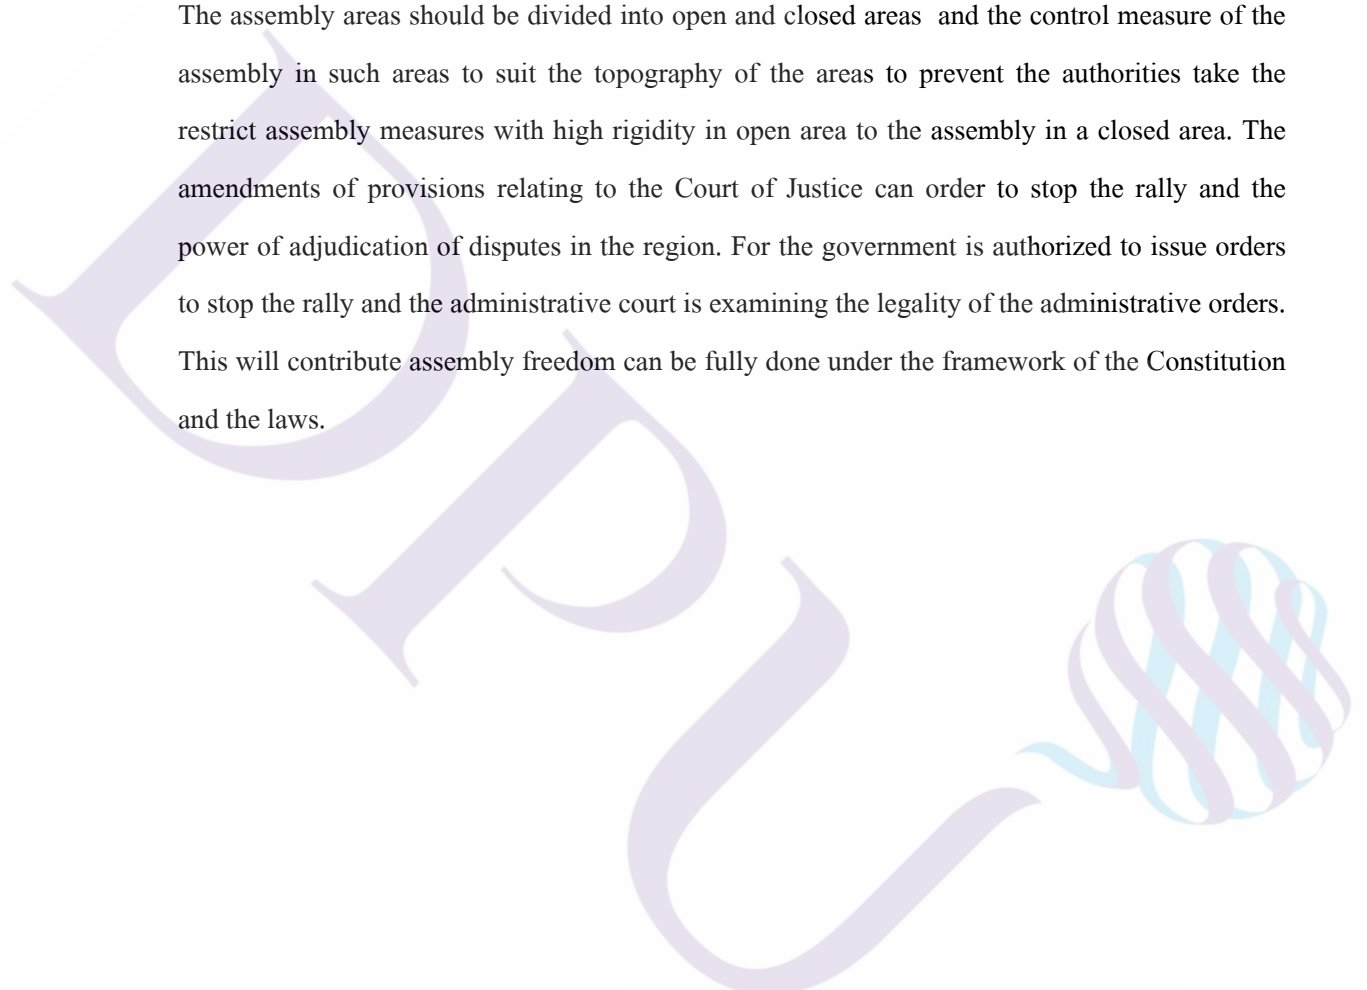 The assembly areas should be divided into open and closed areas and the control measure of the
assembly in such areas to suit the topography of the areas to prevent the authorities take the
restrict assembly measures with high rigidity in open area to the assembly in a closed area. The
amendments of provisions relating to the Court of Justice can order to stop the rally and the
power of adjudication of disputes in the region. For the government is authorized to issue orders
to stop the rally and the administrative court is examining the legality of the administrative orders.
This will contribute assembly freedom can be fully done under the framework of the Constitution
and the laws.
DPU